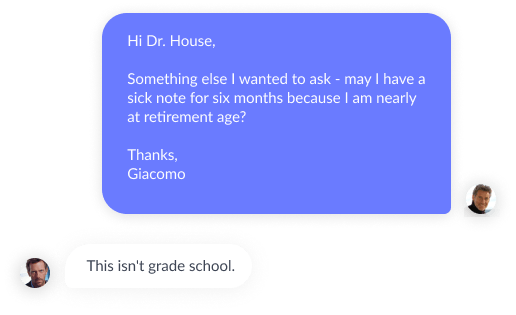 Hi Dr. House,
Something else I wanted to ask - may I have a
sick note for six months because I am nearly
at retirement age?
Thanks,
Giacomo
This isn't grade school.